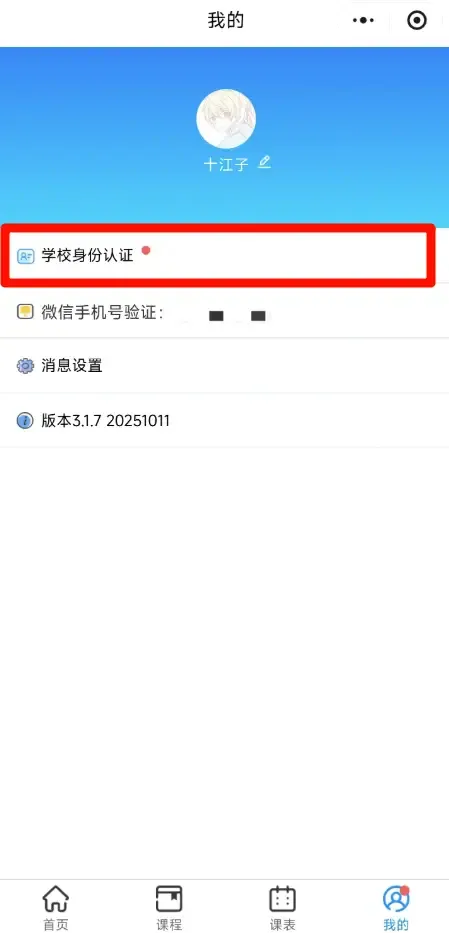 我的
十江子
学校身份认证
微信手机号验证:
消息设置
版本3.1.7 20251011
首页
课程
课表
我的